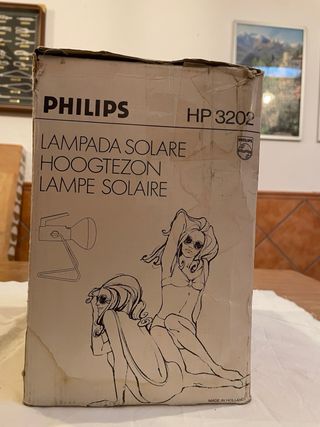 PHILIPS
HP 3202
PHILIPS
LAMPADA SOLARE
HOOGTEZON
LAMPE SOLAIRE
MADE IN HOLLAND